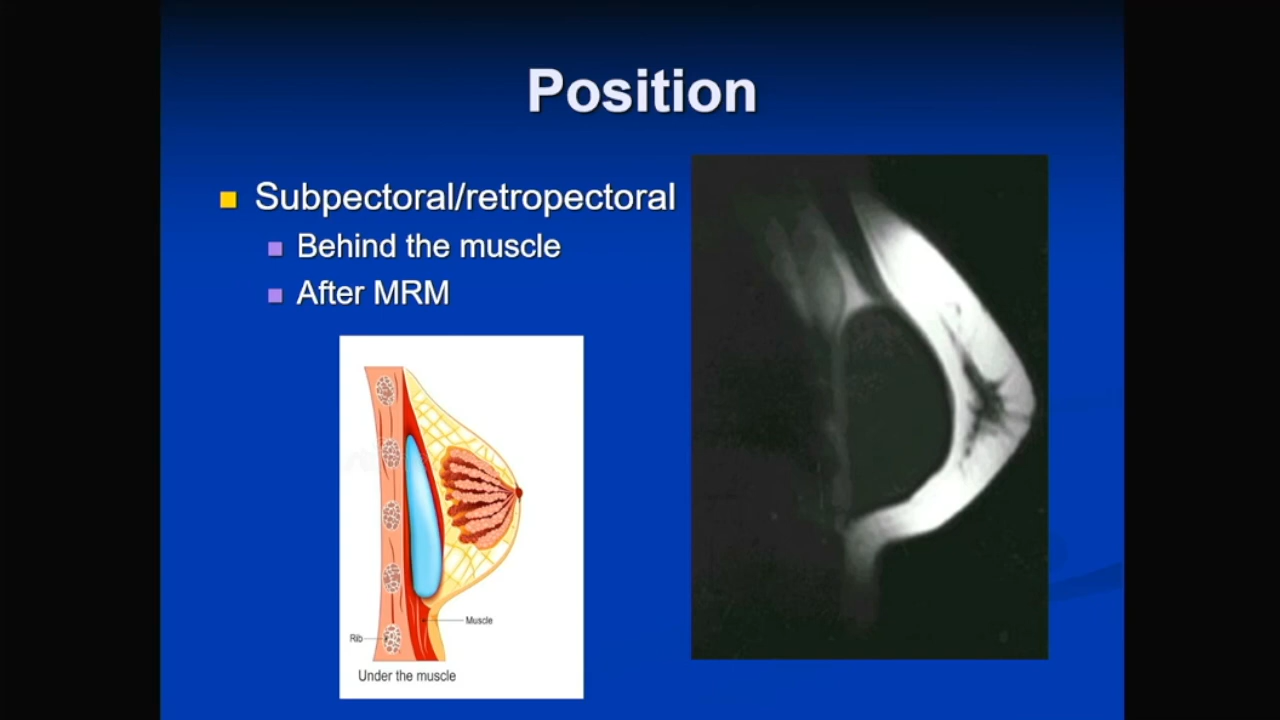 Position
Subpectoral/retropectoral
Behind the muscle
After MRM
Muscle
Rib
Under the muscle